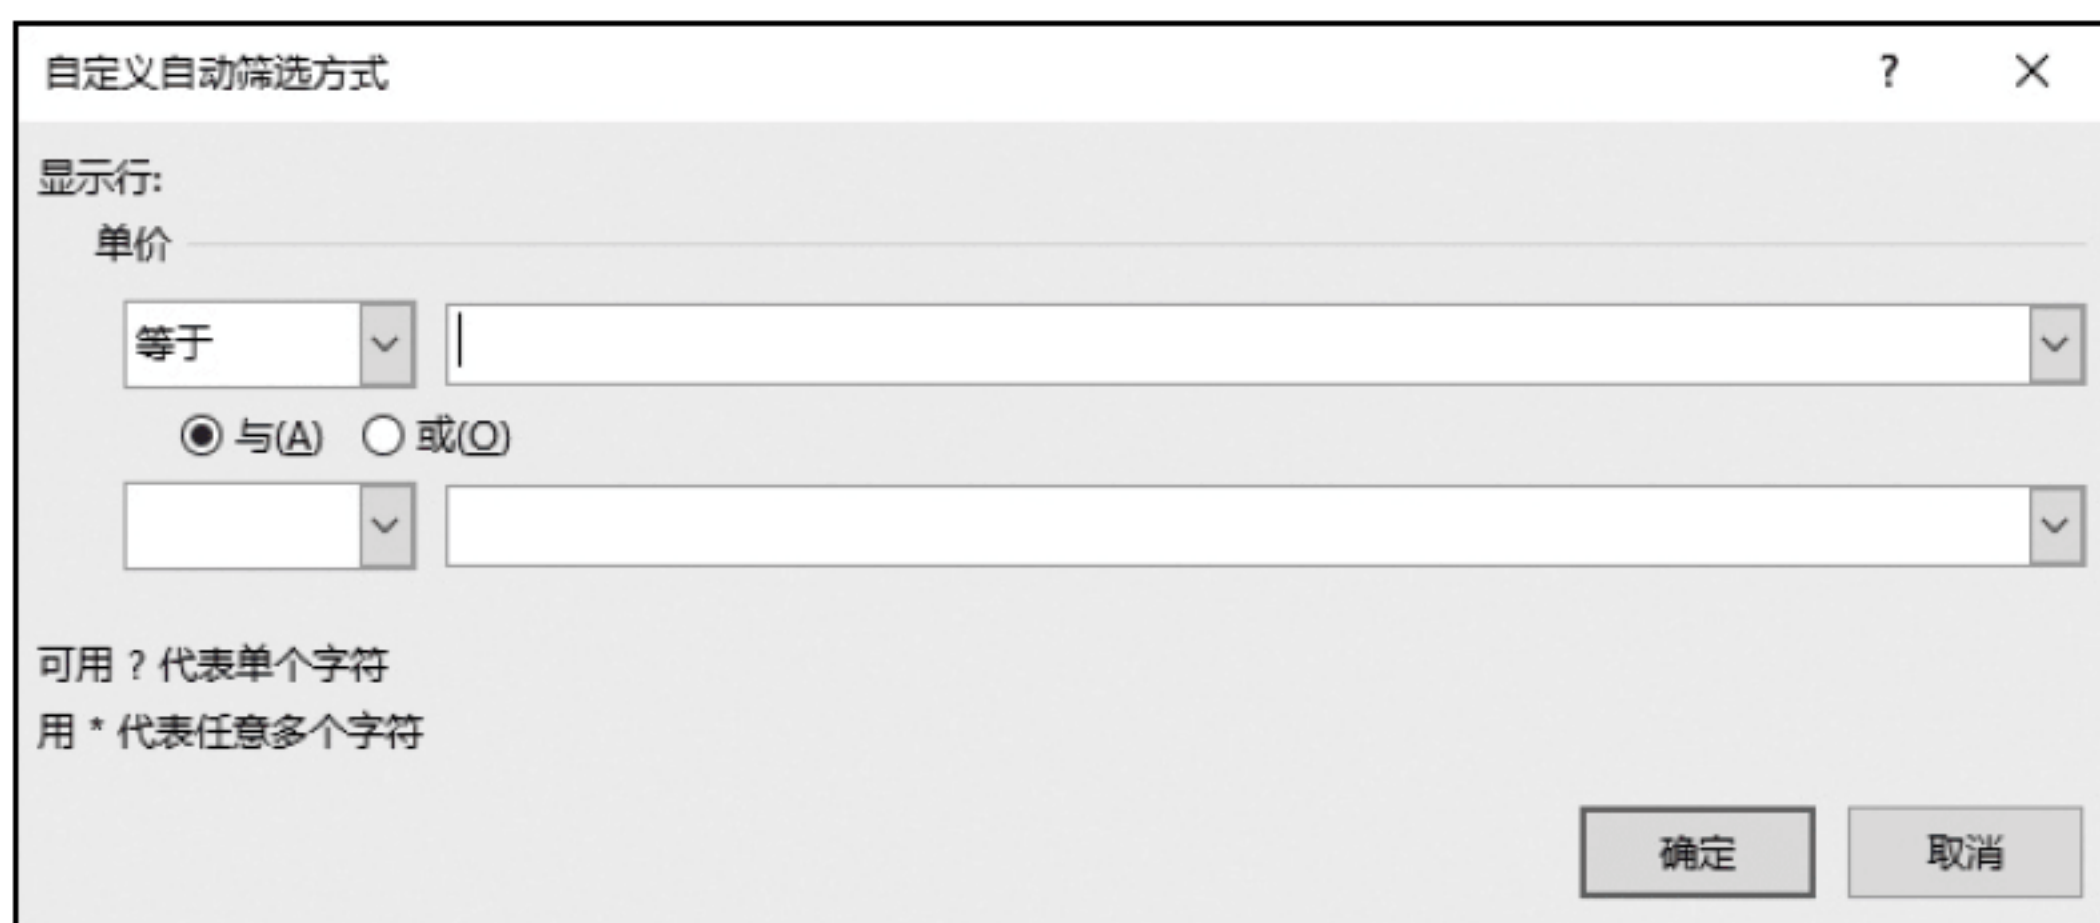 自定义自动筛选方式 ? ×
显示行:
单价
等于
与(A) 或(O)
可用 ? 代表单个字符
用 * 代表任意多个字符
确定 取消